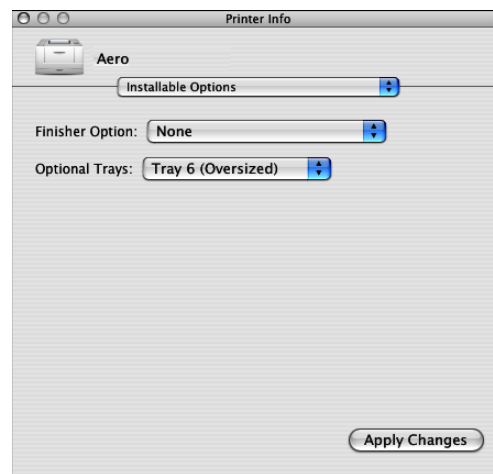 Printer Info
Aero
Installable Options
Finisher Option: None
Optional Trays: Tray 6 (Oversized)
Apply Changes